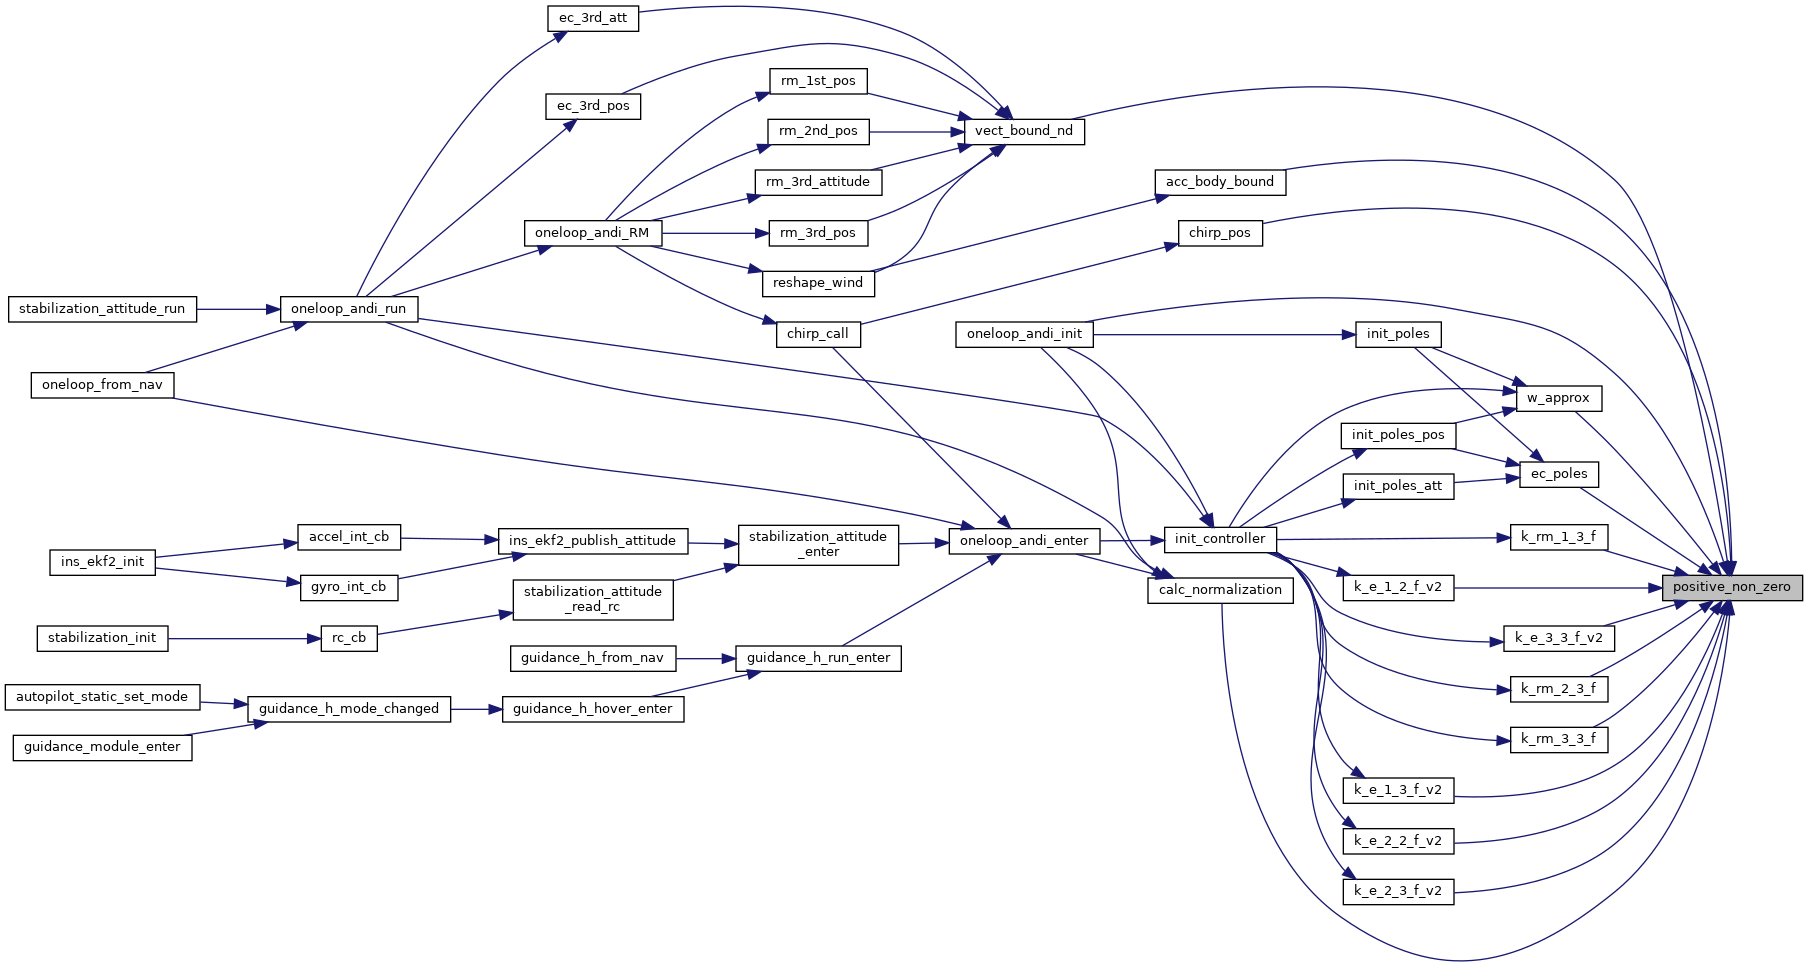 ec_3rd_att
ec_3rd_pos
rm_1st_pos
rm_2nd_pos
vect_bound_nd
rm_3rd_attitude
acc_body_bound
oneloop_andi_RM
rm_3rd_pos
chirp_pos
reshape_wind
stabilization_attitude_run
oneloop_andi_run
chirp_call
oneloop_andi_init
init_poles
oneloop_from_nav
w_approx
init_poles_pos
ec_poles
init_poles_att
accel_int_cb
ins_ekf2_publish_attitude
stabilization_attitude
_enter
oneloop_andi_enter
init_controller
k_rm_1_3_f
ins_ekf2_init
gyro_int_cb
stabilization_attitude
_read_rc
calc_normalization
k_e_1_2_f_v2
positive_non_zero
stabilization_init
rc_cb
k_e_3_3_f_v2
guidance_h_from_nav
guidance_h_run_enter
autopilot_static_set_mode
guidance_h_mode_changed
guidance_h_hover_enter
k_rm_2_3_f
guidance_module_enter
k_rm_3_3_f
k_e_1_3_f_v2
k_e_2_2_f_v2
k_e_2_3_f_v2